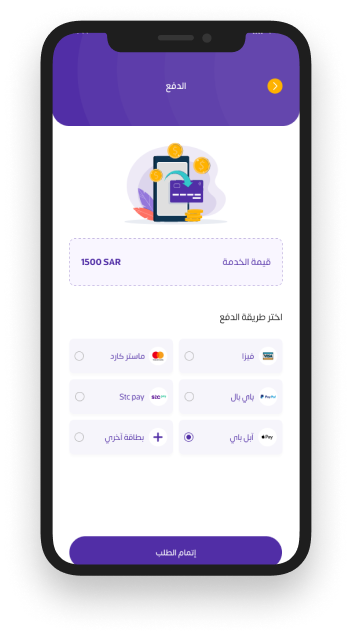 الدفع
قيمة الخدمة 1500 SAR
اختر طريقة الدفع
فيزا
ماستر كارد
باي بال
Stc pay
أبل باي
بطاقة آخري
إتمام الطلب